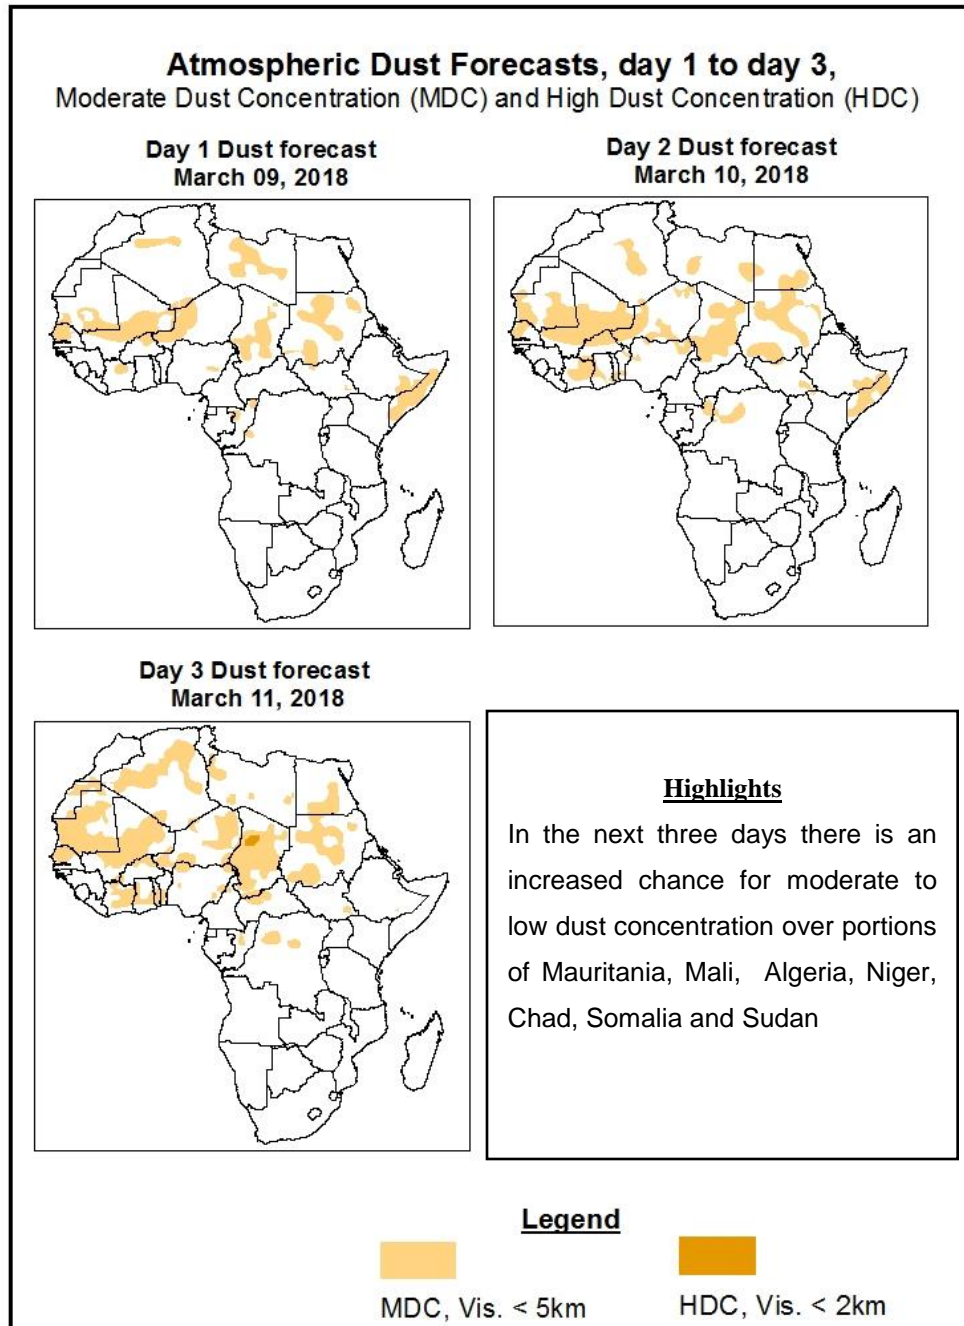 Atmospheric Dust Forecasts, day 1 to day 3,
Moderate Dust Concentration (MDC) and High Dust Concentration (HDC)
Day 1 Dust forecast
March 09, 2018
Day 2 Dust forecast
March 10, 2018
Day 3 Dust forecast
March 11, 2018
Highlights
In the next three days there is an
increased chance for moderate to
low dust concentration over portions
of Mauritania, Mali, Algeria, Niger,
Chad, Somalia and Sudan
Legend
MDC, Vis. < 5km
HDC, Vis. < 2km